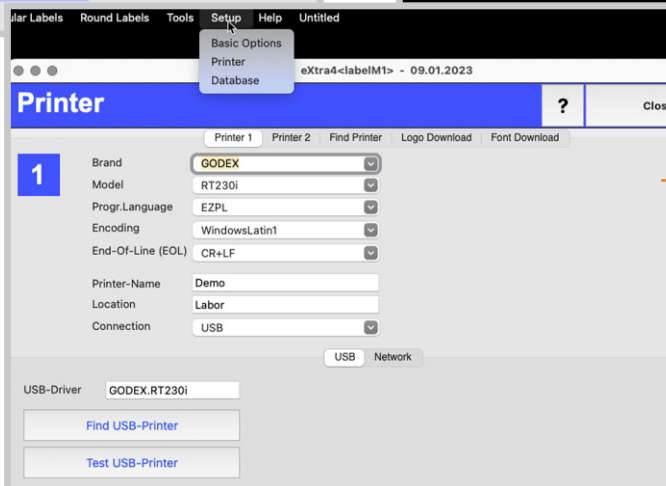 ular Labels Round Labels Tools Setup Help Untitled
Basic Options
Printer
Database
eXtra4<labelM1> - 09.01.2023
Printer
?
Clos
Printer 1 Printer 2 Find Printer Logo Download Font Download
1
Brand GODEX
Model RT230i
Progr.Language EZPL
Encoding WindowsLatin1
End-Of-Line (EOL) CR+LF
Printer-Name Demo
Location Labor
Connection USB
USB Network
USB-Driver GODEX.RT230i
Find USB-Printer
Test USB-Printer